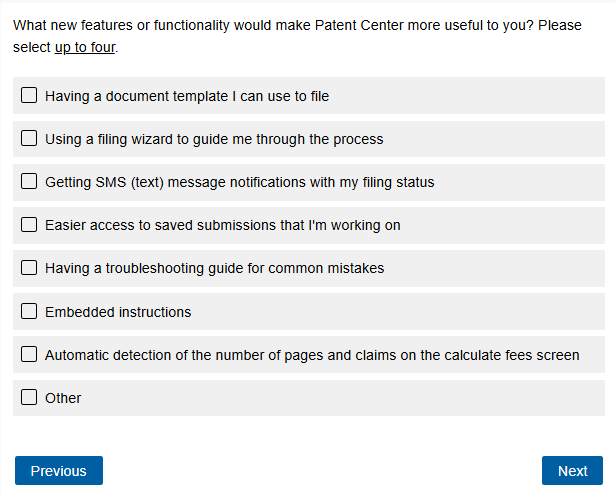 What new features or functionality would make Patent Center more useful to you? Please
select up to four.
Having a document template I can use to file
Using a filing wizard to guide me through the process
Getting SMS (text) message notifications with my filing status
Easier access to saved submissions that I'm working on
Having a troubleshooting guide for common mistakes
Embedded instructions
Automatic detection of the number of pages and claims on the calculate fees screen
Other
Previous
Next